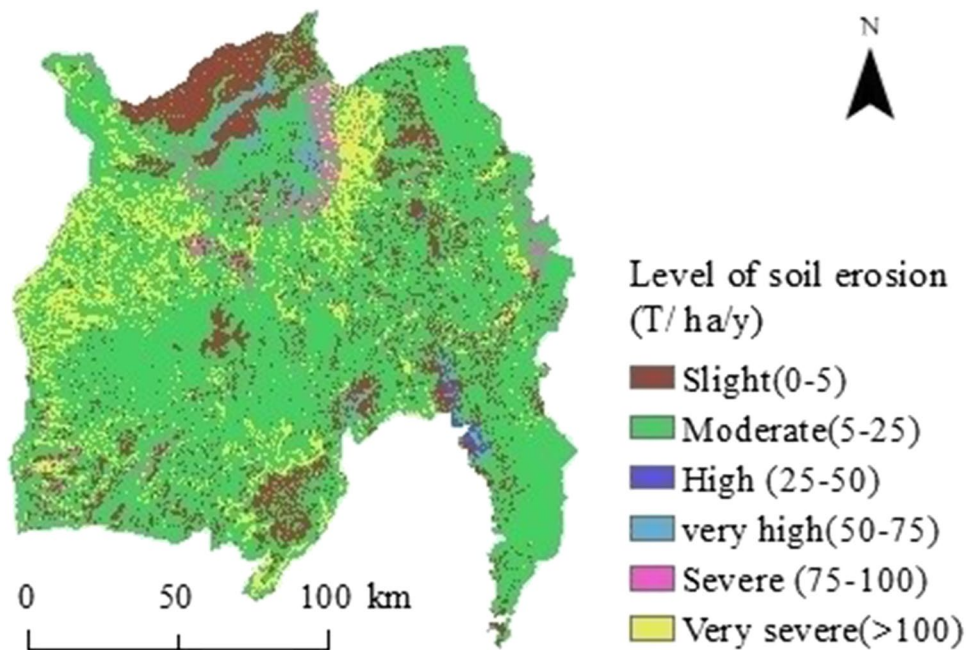 N
Level of soil erosion
(T/ ha/y)
Slight(0-5)
Moderate(5-25)
High (25-50)
very high(50-75)
Severe (75-100)
Very severe(>100)
0 50 100 km